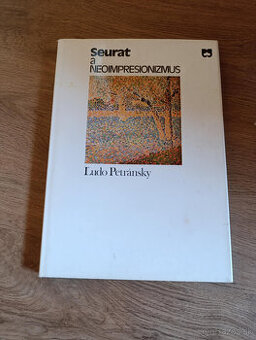 Seurat
a
NEOIMPRESIONIZMUS
Ludo Petránsky